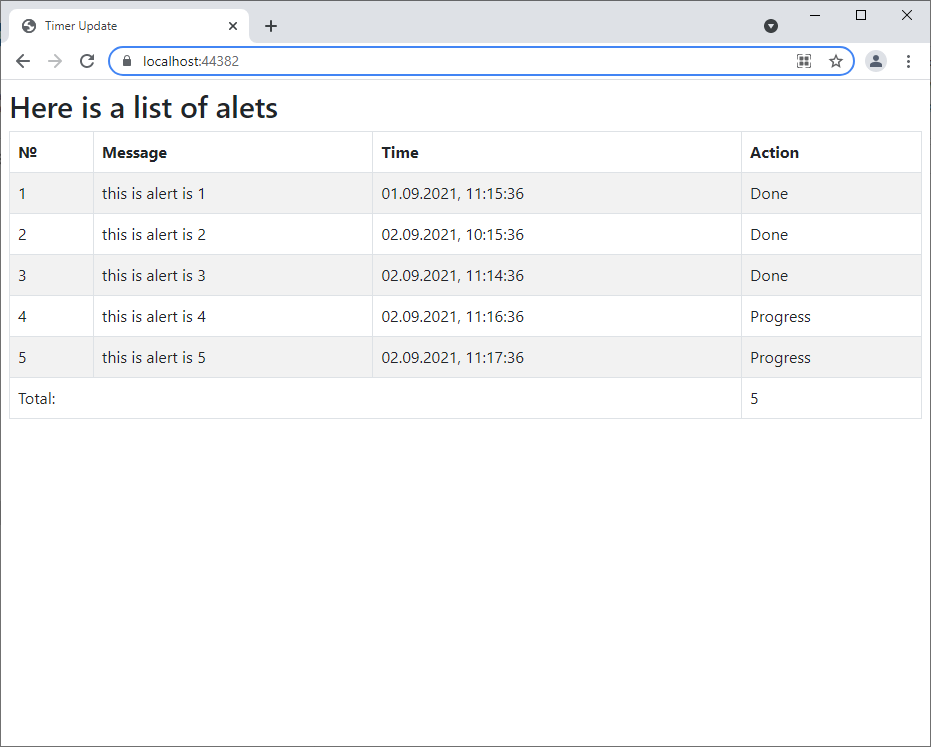 Timer Update
localhost:44382
Here is a list of alets
№ Message Time Action
1 this is alert is 1 01.09.2021, 11:15:36 Done
2 this is alert is 2 02.09.2021, 10:15:36 Done
3 this is alert is 3 02.09.2021, 11:14:36 Done
4 this is alert is 4 02.09.2021, 11:16:36 Progress
5 this is alert is 5 02.09.2021, 11:17:36 Progress
Total: 5